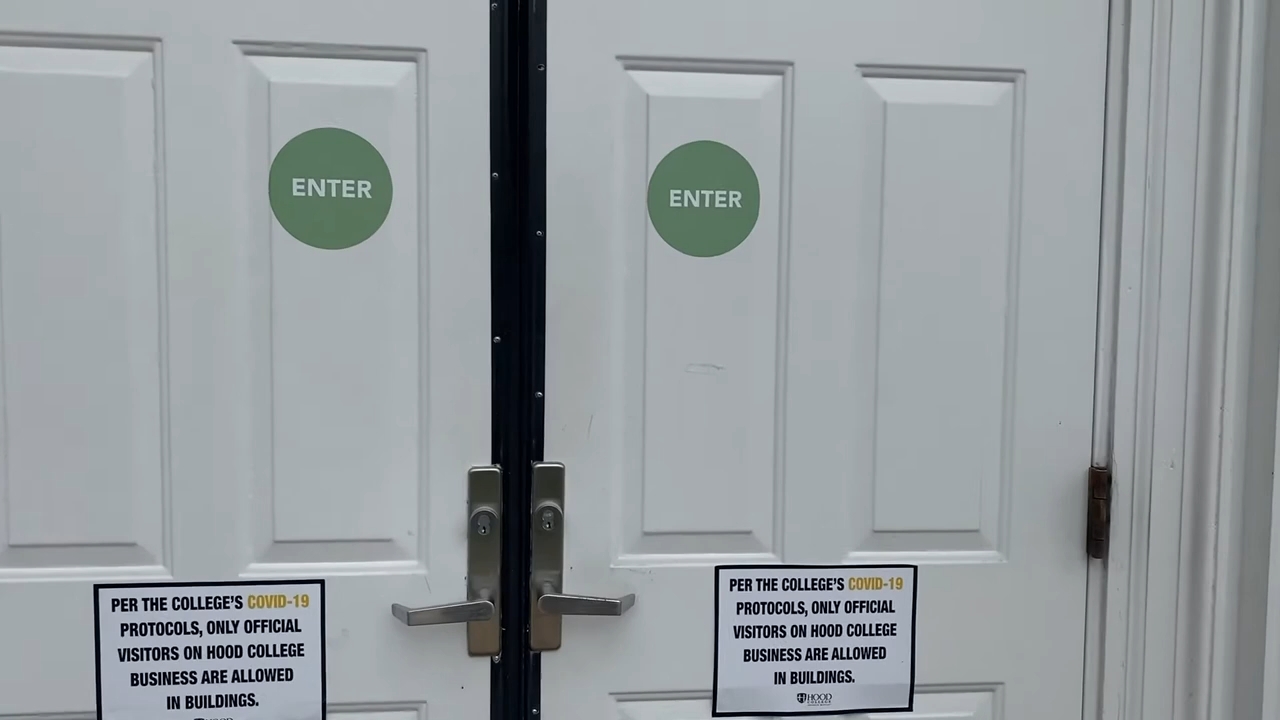 ENTER
ENTER
PER THE COLLEGE'S COVID-19
PROTOCOLS, ONLY OFFICIAL
VISITORS ON HOOD COLLEGE
BUSINESS ARE ALLOWED
IN BUILDINGS.
PER THE COLLEGE'S COVID-19
PROTOCOLS, ONLY OFFICIAL
VISITORS ON HOOD COLLEGE
BUSINESS ARE ALLOWED
IN BUILDINGS.
HOOD
COLLEGE